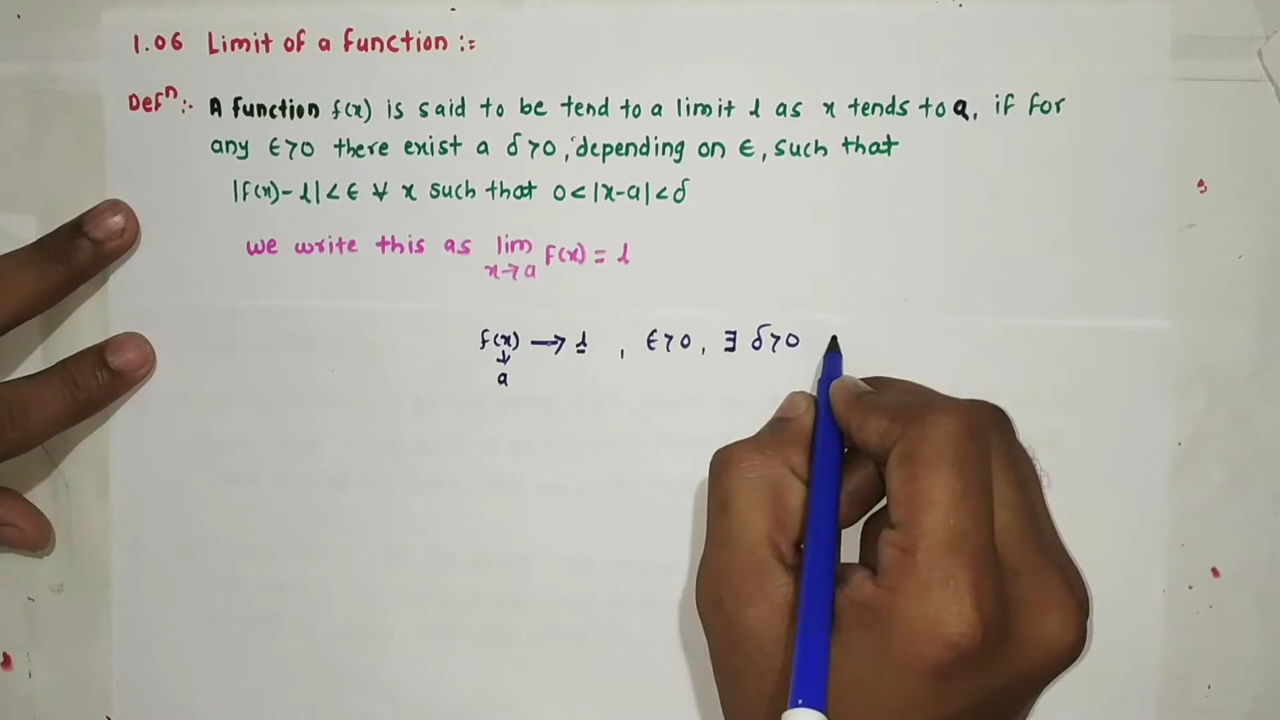 1.06 Limit of a function :=
Defⁿ:- A function f(x) is said to be tend to a limit l as x tends to a, if for
any ϵ>0 there exist a δ>0, depending on ϵ, such that
|f(x)-l|<ϵ ∀ x such that 0<|x-a|<δ
we write this as lim f(x) = l
x→a
f(x) → l , ϵ>0, ∃ δ>0
↓
a